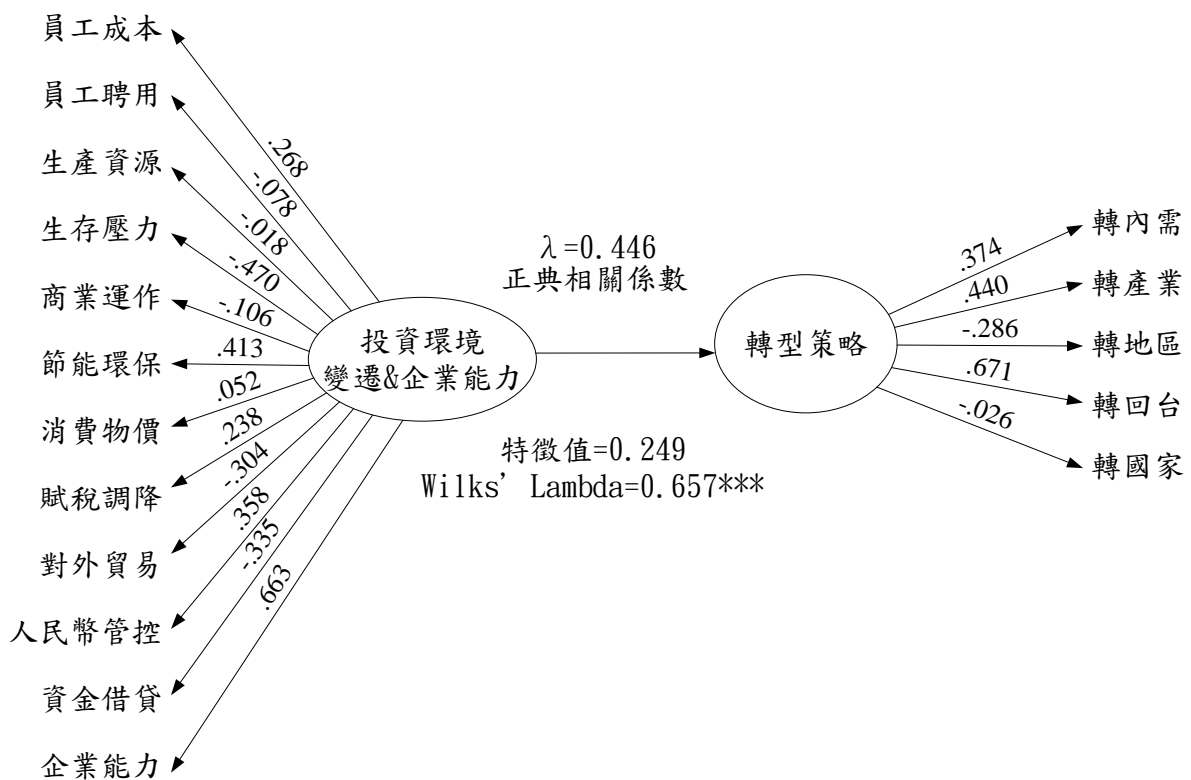 員工成本
員工聘用
生產資源
生存壓力
商業運作
節能環保
消費物價
賦稅調降
對外貿易
人民幣管控
資金借貸
企業能力
.268
-.078
-.018
-.470
-.106
.413
.052
.238
-.304
.358
-.335
.663
投資環境
變遷&企業能力
λ=0.446
正典相關係數
特徵值=0.249
Wilks’ Lambda=0.657***
轉型策略
.374
.440
-.286
.671
-.026
轉內需
轉產業
轉地區
轉回台
轉國家